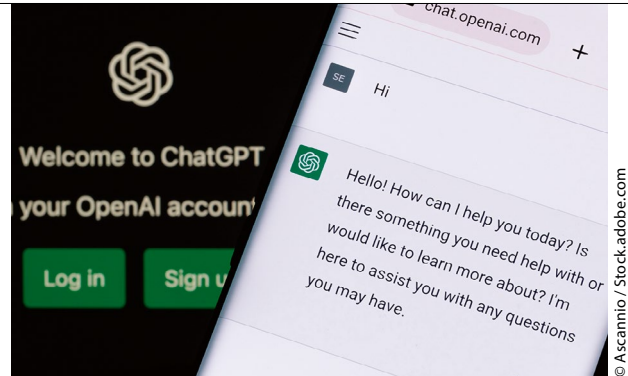 Welcome to ChatGPT
your OpenAI account
Log in
Sign u
chat.openai.com
+
SE
Hi
Hello! How can I help you today? Is
there something you need help with or
would like to learn more about? I'm
here to assist you with any questions
you may have.
© Ascannio / Stock.adobe.com